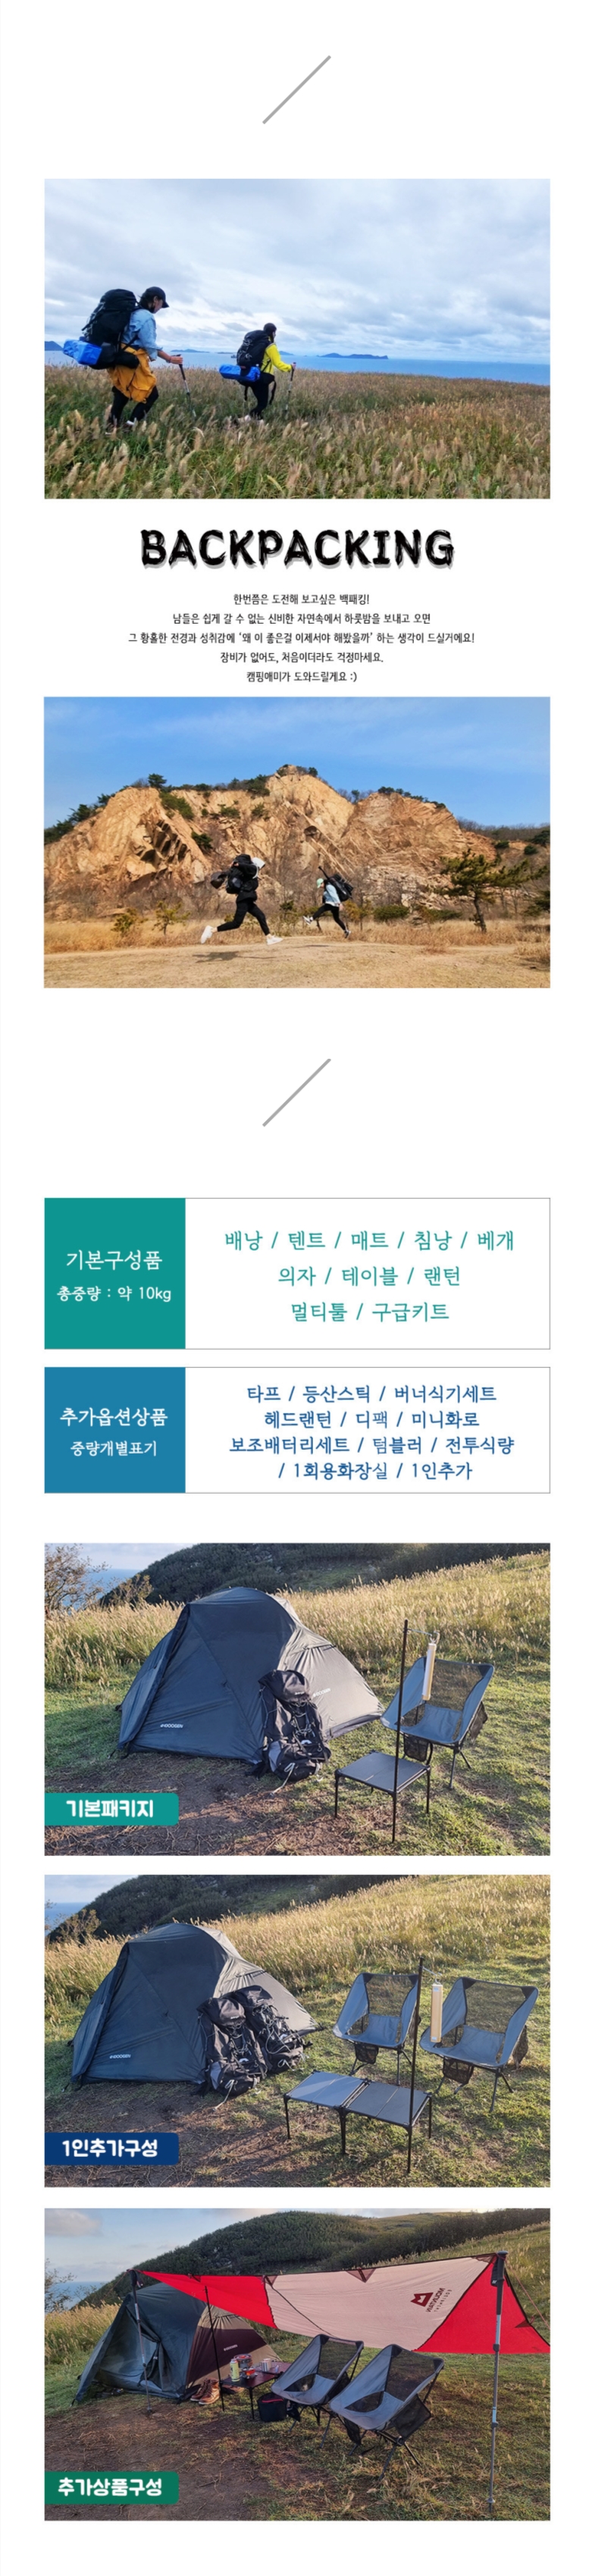 BACKPACKING
한번쯤은 도전해 보고싶은 백패킹!
남들은 쉽게 갈 수 없는 신비한 자연속에서 하룻밤을 보내고 오면
그 황홀한 전경과 성취감에 '왜 이 좋은걸 이제서야 해봤을까' 하는 생각이 드실거에요!
장비가 없어도, 처음이더라도 걱정마세요.
캠핑애미가 도와드릴게요 :)
기본구성품
총중량 : 약 10kg
배낭 / 텐트 / 매트 / 침낭 / 베개
의자 / 테이블 / 랜턴
멀티툴 / 구급키트
추가옵션상품
중량개별표기
타프 / 등산스틱 / 버너식기세트
헤드랜턴 / 디팩 / 미니화로
보조배터리세트 / 텀블러 / 전투식량
/ 1회용화장실 / 1인추가
기본패키지
1인추가구성
추가상품구성